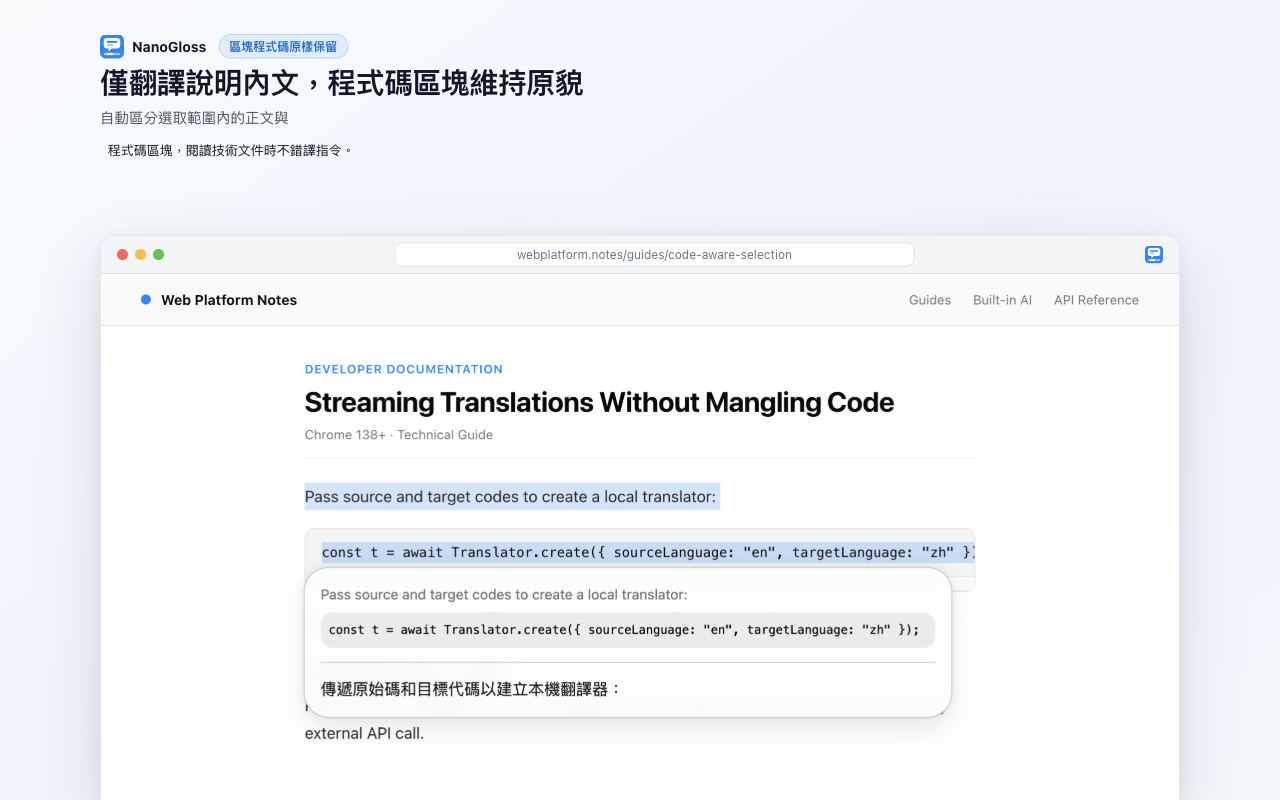 NanoGloss 區塊程式碼原樣保留
僅翻譯說明內文，程式碼區塊維持原貌
自動區分選取範圍內的正文與
程式碼區塊，閱讀技術文件時不錯譯指令。
webplatform.notes/guides/code-aware-selection
Web Platform Notes Guides Built-in AI API Reference
DEVELOPER DOCUMENTATION
Streaming Translations Without Mangling Code
Chrome 138+ · Technical Guide
Pass source and target codes to create a local translator:
const t = await Translator.create({ sourceLanguage: "en", targetLanguage: "zh" })
Pass source and target codes to create a local translator:
const t = await Translator.create({ sourceLanguage: "en", targetLanguage: "zh" });
傳遞原始碼和目標代碼以建立本機翻譯器：
external API call.